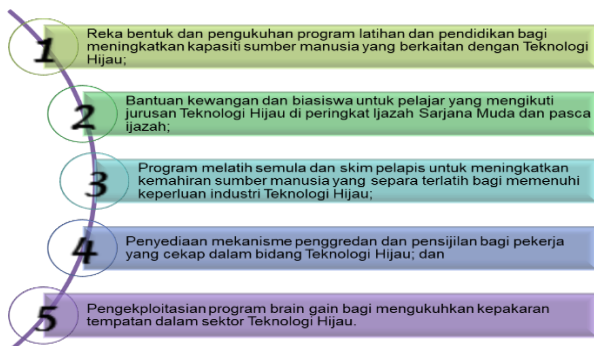 1
Reka bentuk dan pengukuhan program latihan dan pendidikan bagi
meningkatkan kapasiti sumber manusia yang berkaitan dengan Teknologi
Hijau;
2
Bantuan kewangan dan biasiswa untuk pelajar yang mengikuti
jurusan Teknologi Hijau di peringkat Ijazah Sarjana Muda dan pasca
ijazah;
3
Program melatih semula dan skim pelapis untuk meningkatkan
kemahiran sumber manusia yang separa terlatih bagi memenuhi
keperluan industri Teknologi Hijau;
4
Penyediaan mekanisme penggredan dan pensijilan bagi pekerja
yang cekap dalam bidang Teknologi Hijau; dan
5
Pengekploitasian program brain gain bagi mengukuhkan kepakaran
tempatan dalam sektor Teknologi Hijau.